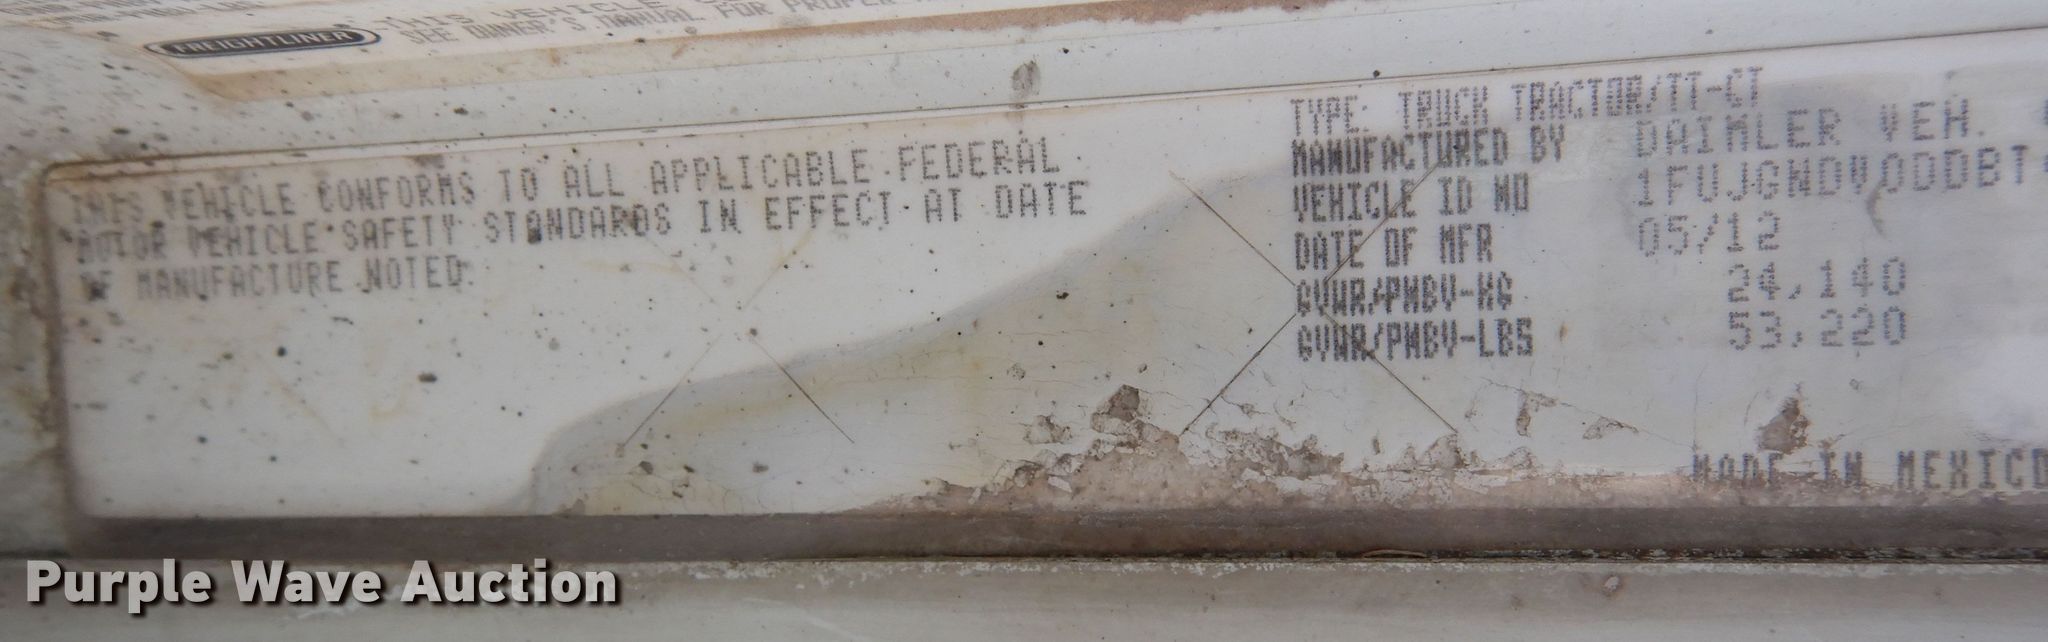 FREIGHTLINER
THIS VEHICLE
SEE OWNER'S MANUAL FOR PROPER
THIS VEHICLE CONFORMS TO ALL APPLICABLE FEDERAL
MOTOR VEHICLE SAFETY STANDARDS IN EFFECT AT DATE
OF MANUFACTURE NOTED.
TYPE: TRUCK TRACTOR/TT-CT
MANUFACTURED BY DAIMLER VEH.
VEHICLE ID NO 1FUJGNDV0DDBT
DATE OF MFR 05/12
GVWR/PNBV-KG 24,140
GVWR/PNBV-LBS 53,220
MADE IN MEXICO
Purple Wave Auction